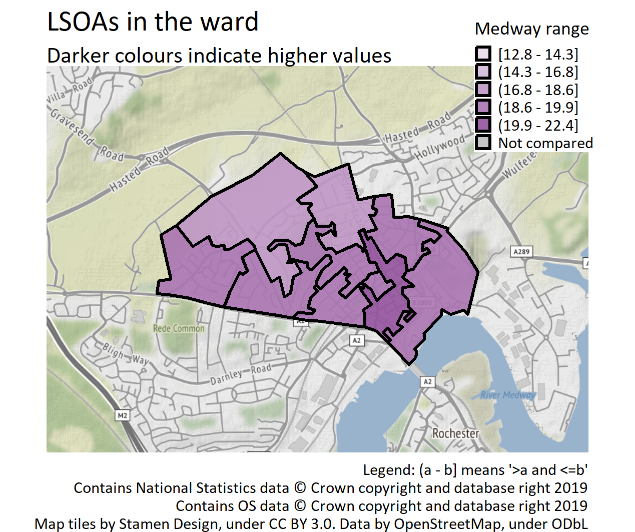 LSOAs in the ward
Darker colours indicate higher values
Medway range
[12.8 - 14.3]
(14.3 - 16.8]
(16.8 - 18.6]
(18.6 - 19.9]
(19.9 - 22.4]
Not compared
Villa Road
Gravesend Road
Hasted Road
Hasted Road
Hollywood
Wulfere
A289
Rede Common
A2
Bligh Way
Darnley Road
A2
M2
River Medway
Rochester
Legend: (a - b] means '>a and <=b'
Contains National Statistics data © Crown copyright and database right 2019
Contains OS data © Crown copyright and database right 2019
Map tiles by Stamen Design, under CC BY 3.0. Data by OpenStreetMap, under ODbL